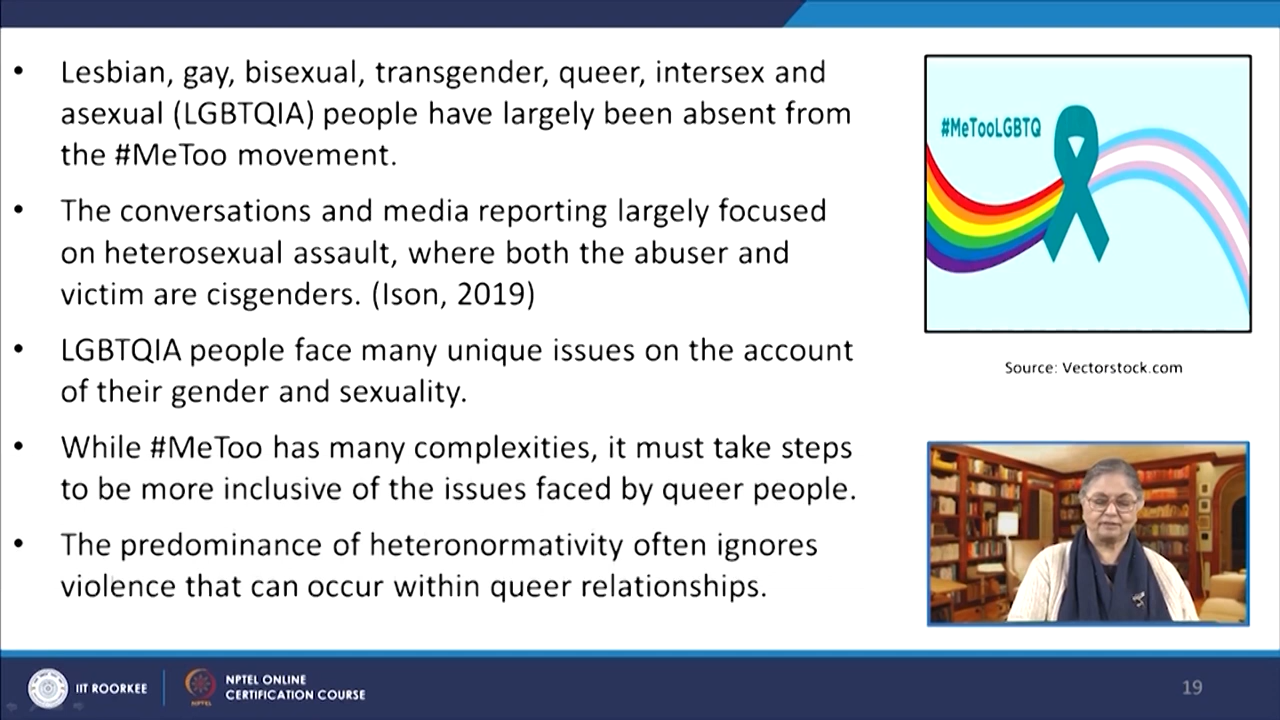 • Lesbian, gay, bisexual, transgender, queer, intersex and
asexual (LGBTQIA) people have largely been absent from
the #MeToo movement.
• The conversations and media reporting largely focused
on heterosexual assault, where both the abuser and
victim are cisgenders. (Ison, 2019)
• LGBTQIA people face many unique issues on the account
of their gender and sexuality.
• While #MeToo has many complexities, it must take steps
to be more inclusive of the issues faced by queer people.
• The predominance of heteronormativity often ignores
violence that can occur within queer relationships.
#MeTooLGBTQ
Source: Vectorstock.com
IIT ROORKEE
NPTEL
NPTEL ONLINE
CERTIFICATION COURSE
19